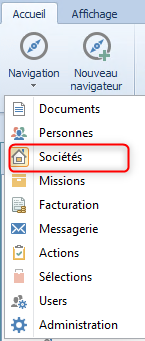 Accueil Affichage
Navigation Nouveau
navigateur
Documents
Personnes
Sociétés
Missions
Facturation
Messagerie
Actions
Sélections
Users
Administration